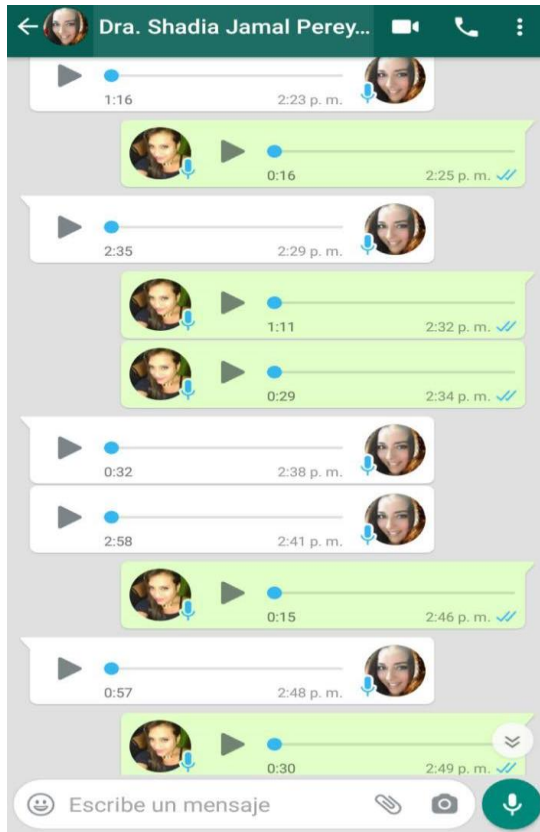 Dra. Shadia Jamal Perey...
1:16 2:23 p. m.
0:16 2:25 p. m.
2:35 2:29 p. m.
1:11 2:32 p. m.
0:29 2:34 p. m.
0:32 2:38 p. m.
2:58 2:41 p. m.
0:15 2:46 p. m.
0:57 2:48 p. m.
0:30 2:49 p. m.
Escribe un mensaje